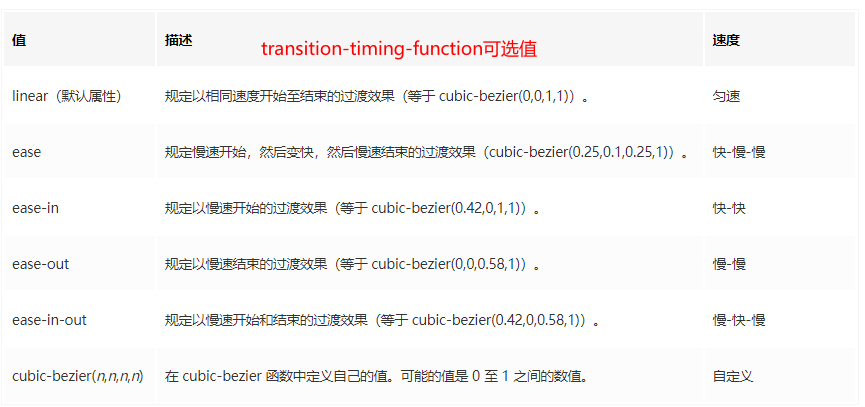 值 描述 transition-timing-function可选值 速度
linear（默认属性） 规定以相同速度开始至结束的过渡效果（等于 cubic-bezier(0,0,1,1)）。 匀速
ease 规定慢速开始，然后变快，然后慢速结束的过渡效果（cubic-bezier(0.25,0.1,0.25,1)）。 快-慢-慢
ease-in 规定以慢速开始的过渡效果（等于 cubic-bezier(0.42,0,1,1)）。 快-快
ease-out 规定以慢速结束的过渡效果（等于 cubic-bezier(0,0,0.58,1)）。 慢-慢
ease-in-out 规定以慢速开始和结束的过渡效果（等于 cubic-bezier(0.42,0,0.58,1)）。 慢-快-慢
cubic-bezier(n,n,n,n) 在 cubic-bezier 函数中定义自己的值。可能的值是 0 至 1 之间的数值。 自定义